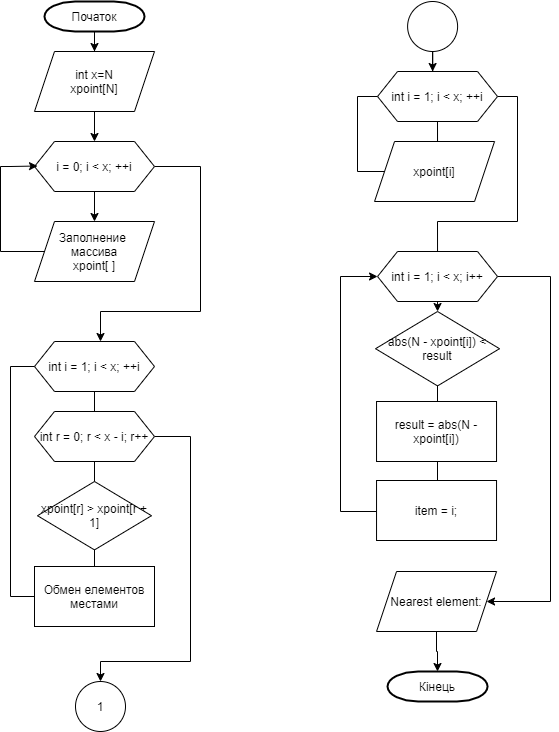 Початок
int x=N
xpoint[N]
i = 0; i < x; ++i
Заполнение
массива
xpoint[ ]
int i = 1; i < x; ++i
int r = 0; r < x - i; r++
xpoint[r] > xpoint[r +
1]
Обмен елементов
местами
1
int i = 1; i < x; ++i
xpoint[i]
int i = 1; i < x; i++
abs(N - xpoint[i]) <
result
result = abs(N -
xpoint[i])
item = i;
Nearest element:
Кінець